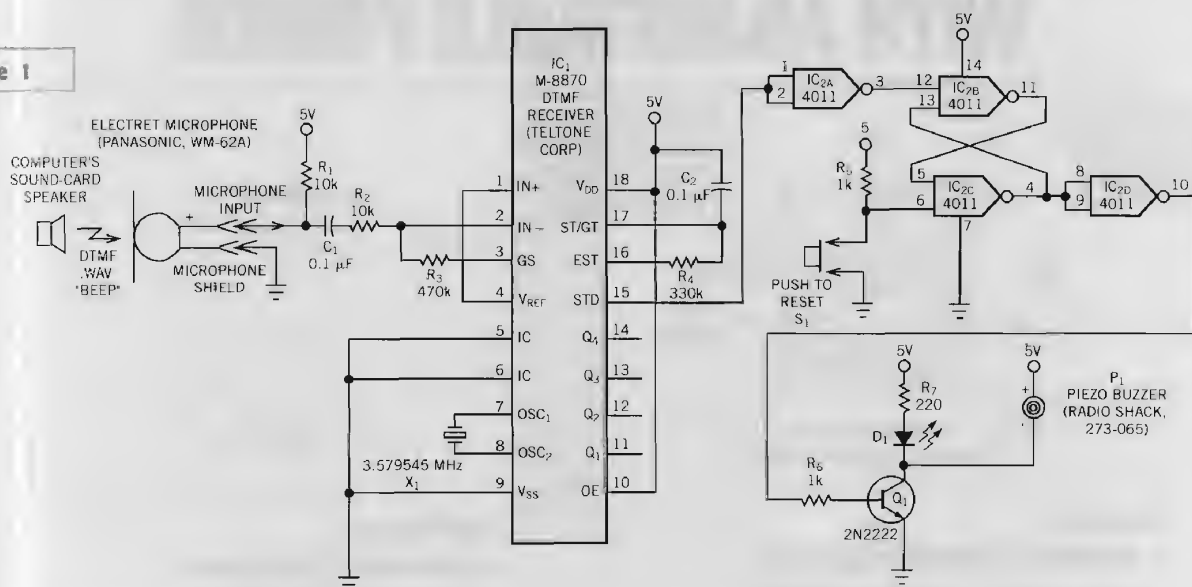 e 1
ELECTRET MICROPHONE
(PANASONIC, WM-62A)
COMPUTER'S
SOUND-CARD
SPEAKER
DTMF
.WAV
"BEEP"
MICROPHONE
INPUT
MICROPHONE
SHIELD
+
5V
R1
10k
C1
0.1 µF
R2
10k
R3
470k
IC1
M-8870
DTMF
RECEIVER
(TELTONE
CORP)
1 IN+
2 IN−
3 GS
4 VREF
5 IC
6 IC
7 OSC1
8 OSC2
9 VSS
3.579545 MHz
X1
VDD 18
ST/GT 17
EST 16
STD 15
Q4 14
Q3 13
Q2 12
Q1 11
OE 10
5V
C2
0.1 µF
R4
330k
1
2
IC2A
4011
3
5V
14
12
13
IC2B
4011
11
5
R5
1k
5
6
IC2C
4011
4
7
8
9
IC2D
4011
10
PUSH TO
RESET
S1
5V
R7
220
D1
R6
1k
Q1
2N2222
5V
+
-
P1
PIEZO BUZZER
(RADIO SHACK,
273-065)